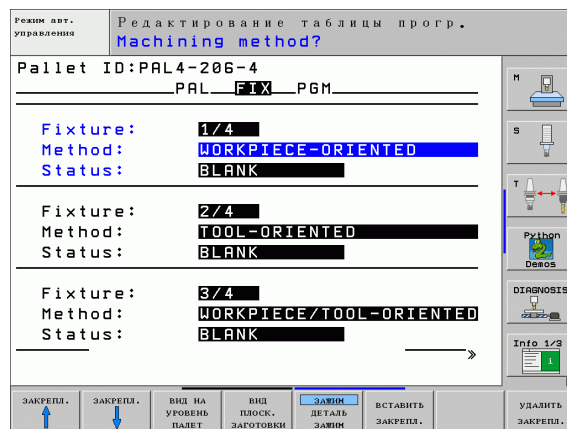 Режим авт.
управления
Редактирование таблицы прогр.
Machining method?
Pallet ID:PAL4-206-4
PAL FIX PGM
Fixture: 1/4
Method: WORKPIECE-ORIENTED
Status: BLANK
Fixture: 2/4
Method: TOOL-ORIENTED
Status: BLANK
Fixture: 3/4
Method: WORKPIECE/TOOL-ORIENTED
Status: BLANK
»
M
S
T
Python
Demos
DIAGNOSIS
Info 1/3
ЗАКРЕПЛ.
ЗАКРЕПЛ.
ВИД НА
УРОВЕНЬ
ПАЛЕТ
ВИД
ПЛОСК.
ЗАГОТОВКИ
ЗАЖИМ
ДЕТАЛЬ
ЗАЖИМ
ВСТАВИТЬ
ЗАКРЕПЛ.
УДАЛИТЬ
ЗАКРЕПЛ.